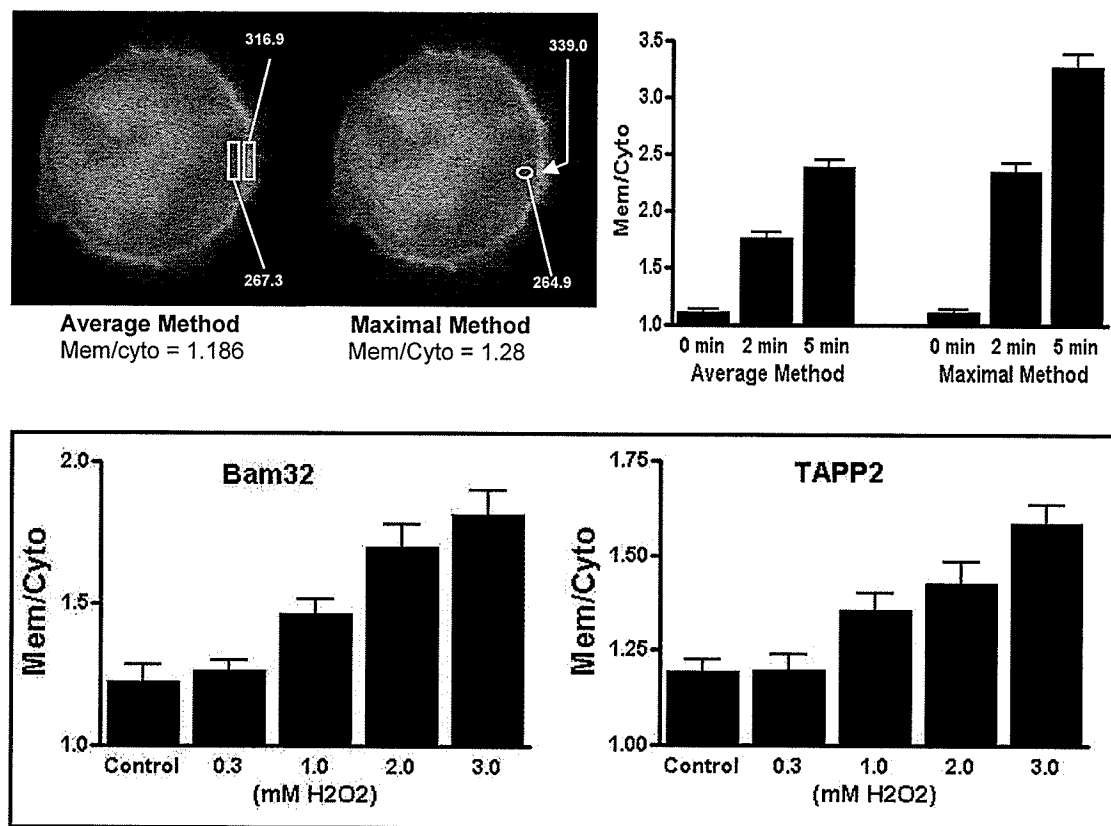 316.9
267.3
339.0
264.9
Average Method
Mem/cyto = 1.186
Maximal Method
Mem/Cyto = 1.28
Mem/Cyto
3.5
3.0
2.5
2.0
1.5
1.0
0 min 2 min 5 min
Average Method
0 min 2 min 5 min
Maximal Method
Bam32
Mem/Cyto
2.0
1.5
1.0
Control 0.3 1.0 2.0 3.0
(mM H2O2)
TAPP2
Mem/Cyto
1.75
1.50
1.25
1.00
Control 0.3 1.0 2.0 3.0
(mM H2O2)